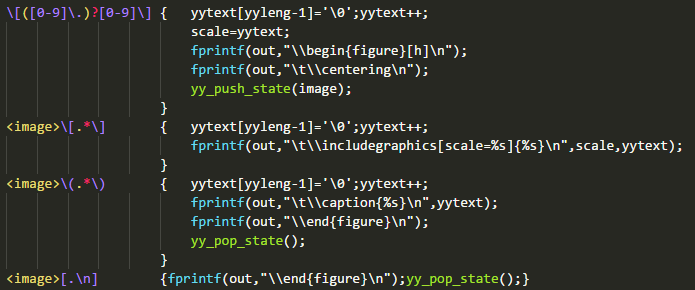 \[([0-9]\.)?[0-9]\] {   yytext[yyleng-1]='\0';yytext++;
                        scale=yytext;
                        fprintf(out,"\\begin{figure}[h]\n");
                        fprintf(out,"\t\\centering\n");
                        yy_push_state(image);
                    }
<image>\[.*\]       {   yytext[yyleng-1]='\0';yytext++;
                        fprintf(out,"\t\\includegraphics[scale=%s]{%s}\n",scale,yytext);
                    }
<image>\(.*\)       {   yytext[yyleng-1]='\0';yytext++;
                        fprintf(out,"\t\\caption{%s}\n",yytext);
                        fprintf(out,"\\end{figure}\n");
                        yy_pop_state();
                    }
<image>[.\n]        {fprintf(out,"\\end{figure}\n");yy_pop_state();}